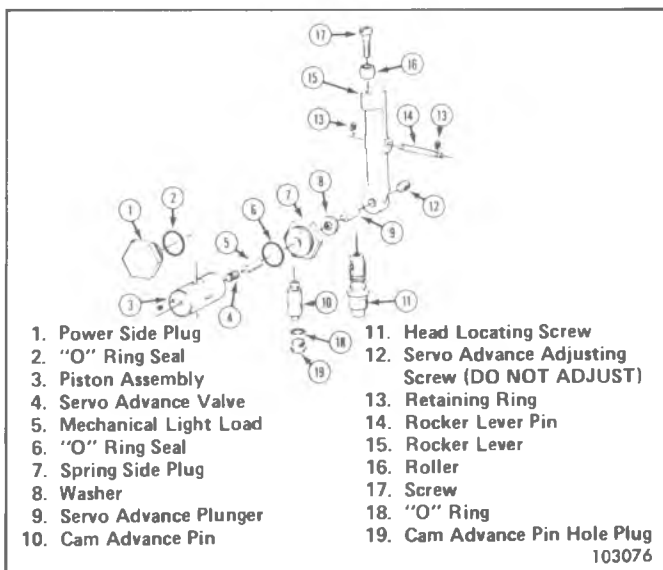 17
16
15
13
14
13
8
7
12
2
6
1
5
9
3
4
10
11
18
19
1. Power Side Plug
2. "O" Ring Seal
3. Piston Assembly
4. Servo Advance Valve
5. Mechanical Light Load
6. "O" Ring Seal
7. Spring Side Plug
8. Washer
9. Servo Advance Plunger
10. Cam Advance Pin
11. Head Locating Screw
12. Servo Advance Adjusting
Screw (DO NOT ADJUST)
13. Retaining Ring
14. Rocker Lever Pin
15. Rocker Lever
16. Roller
17. Screw
18. "O" Ring
19. Cam Advance Pin Hole Plug
103076